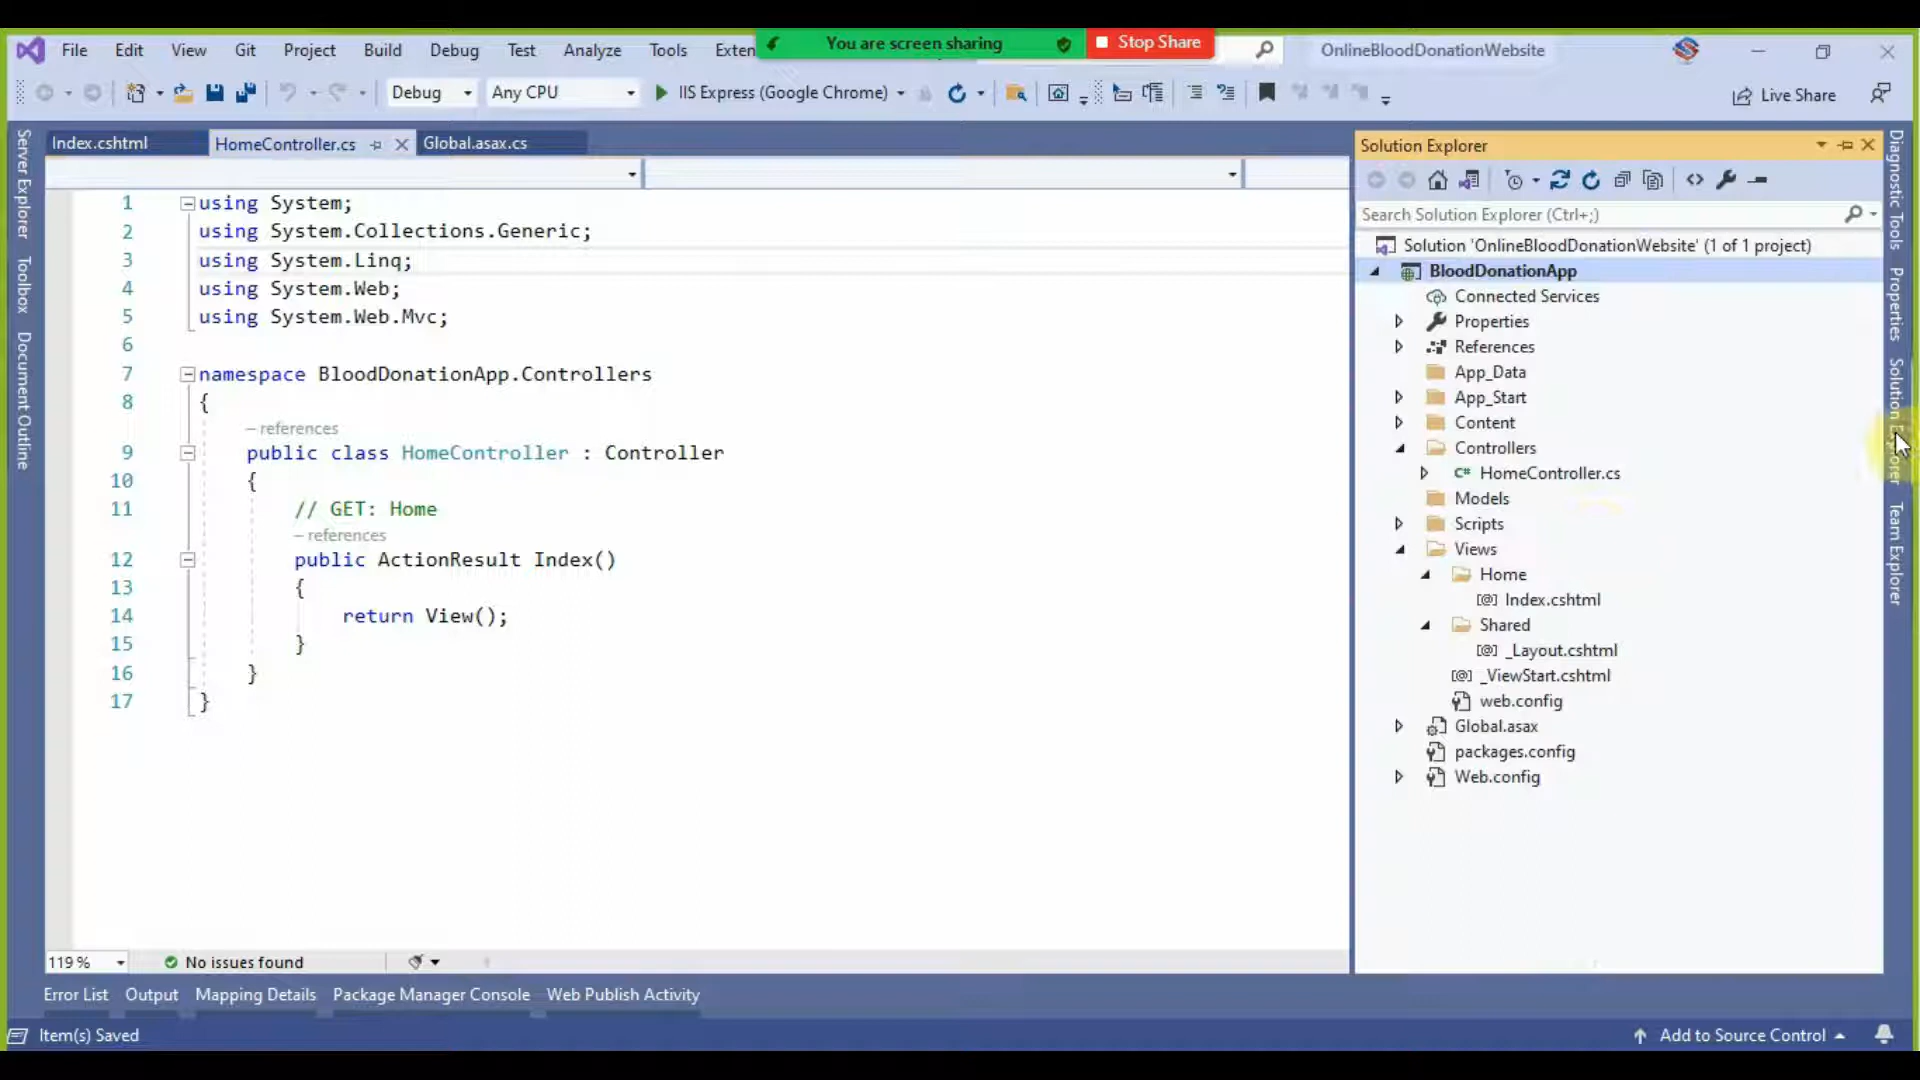 File Edit View Git Project Build Debug Test Analyze Tools Exten
You are screen sharing Stop Share
OnlineBloodDonationWebsite
Debug Any CPU IIS Express (Google Chrome) Live Share
Server Explorer
Toolbox
Document Outline
Index.cshtml HomeController.cs Global.asax.cs
1 using System;
2 using System.Collections.Generic;
3 using System.Linq;
4 using System.Web;
5 using System.Web.Mvc;
6
7 namespace BloodDonationApp.Controllers
8 {
– references
9 public class HomeController : Controller
10 {
11 // GET: Home
– references
12 public ActionResult Index()
13 {
14 return View();
15 }
16 }
17 }
119 % No issues found
Solution Explorer
Search Solution Explorer (Ctrl+;)
Solution 'OnlineBloodDonationWebsite' (1 of 1 project)
BloodDonationApp
Connected Services
Properties
References
App_Data
App_Start
Content
Controllers
C# HomeController.cs
Models
Scripts
Views
Home
[@] Index.cshtml
Shared
[@] _Layout.cshtml
[@] _ViewStart.cshtml
web.config
Global.asax
packages.config
Web.config
Diagnostic Tools
Properties
Solution Explorer
Team Explorer
Error List Output Mapping Details Package Manager Console Web Publish Activity
Item(s) Saved Add to Source Control